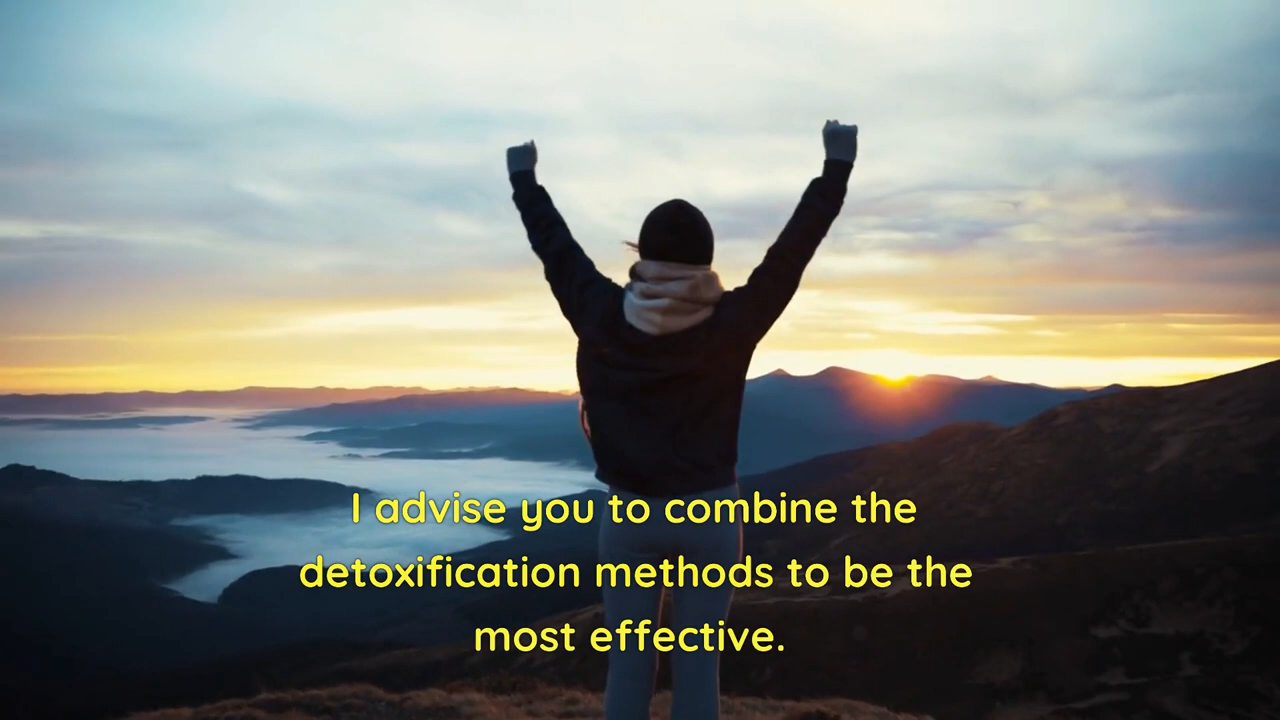 I advise you to combine the
detoxification methods to be the
most effective.